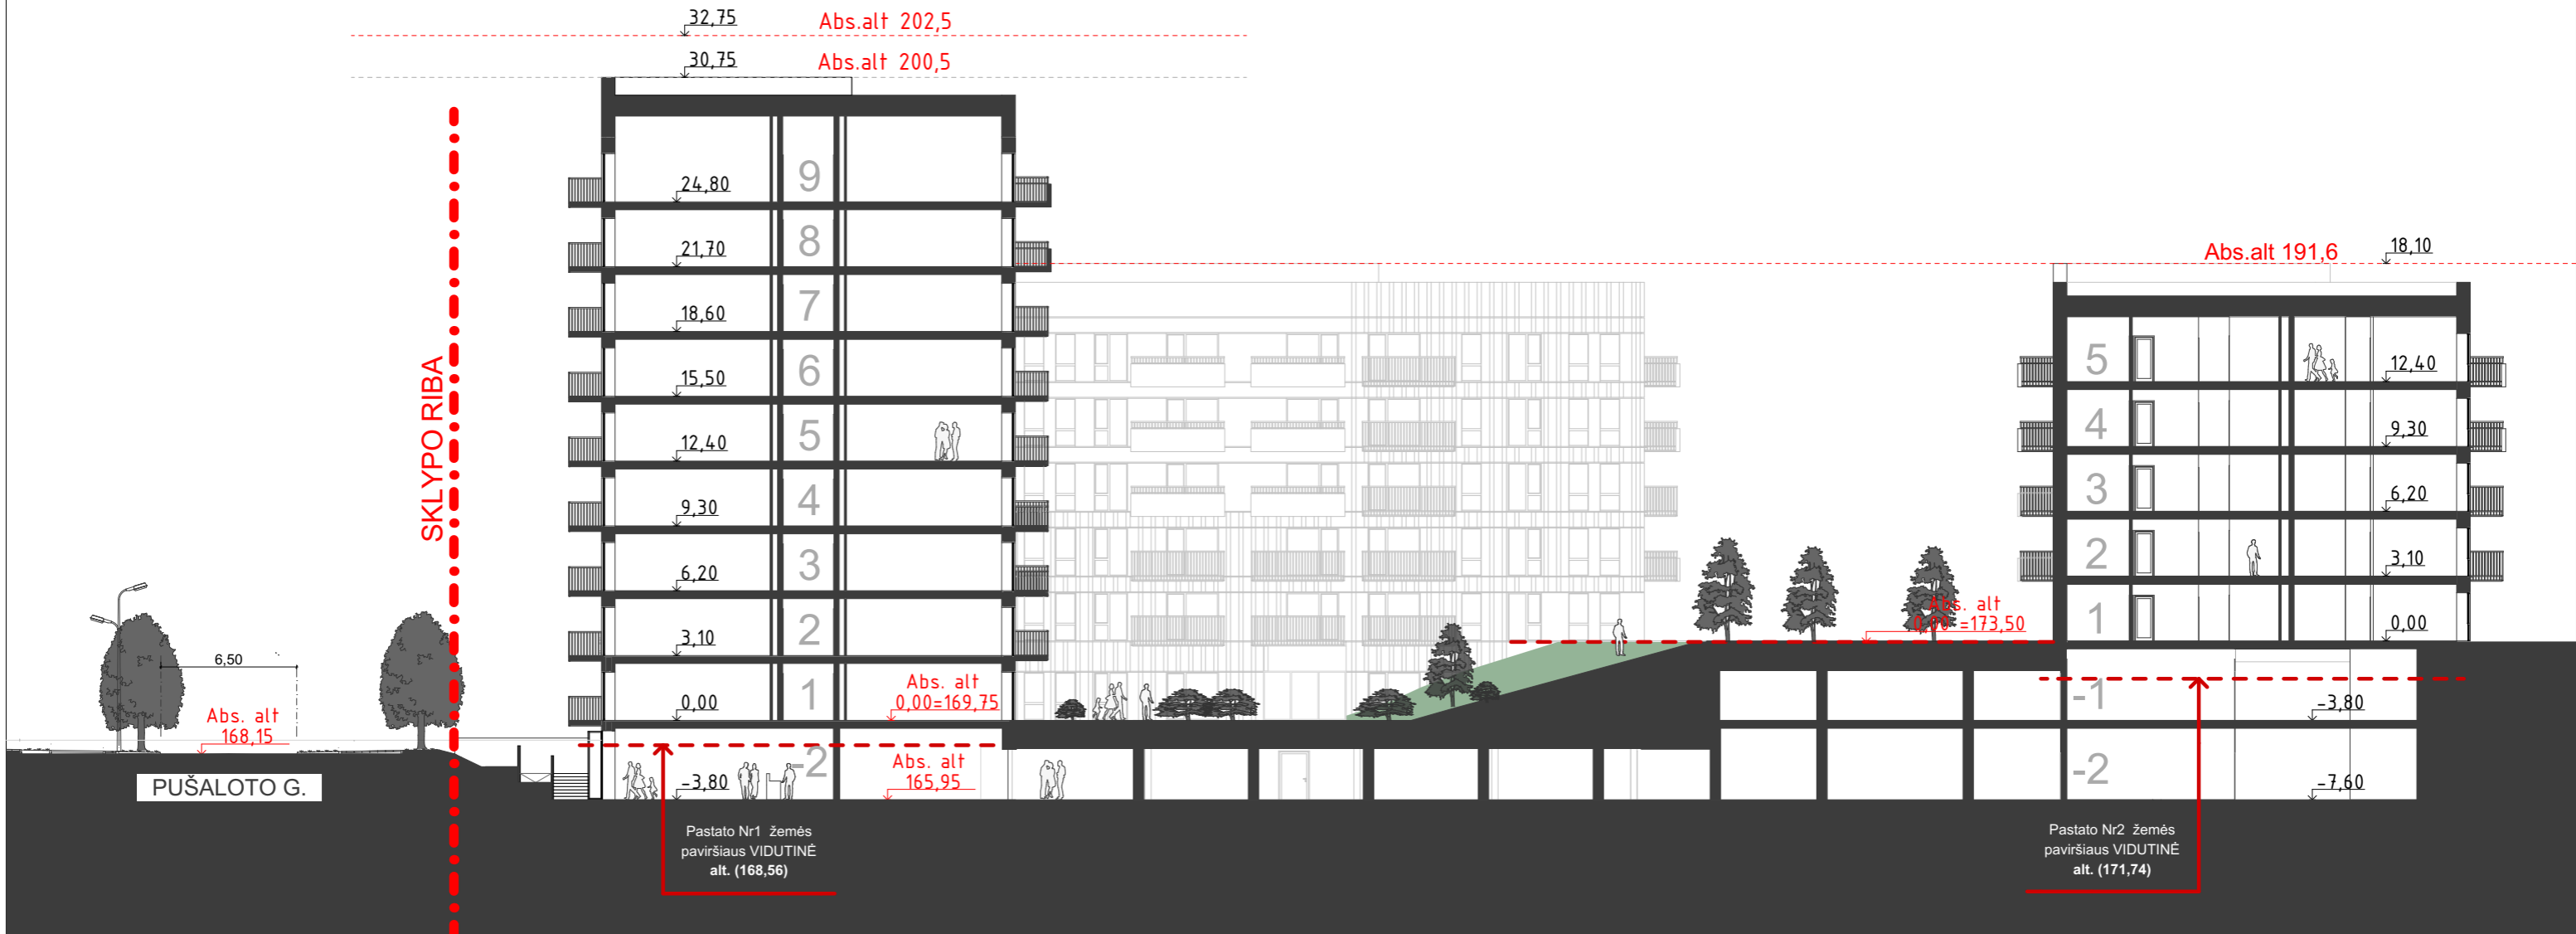 32,75
Abs.alt 202,5
30,75
Abs.alt 200,5
9
24,80
8
21,70
7
18,60
6
15,50
5
12,40
4
9,30
3
6,20
2
3,10
1
0,00
Abs. alt
0,00=169,75
-2
-3,80
Abs. alt
165,95
SKLYPO RIBA
6,50
Abs. alt
168,15
PUŠALOTO G.
Pastato Nr1 žemės
paviršiaus VIDUTINĖ
alt. (168,56)
Abs.alt 191,6
18,10
5
12,40
4
9,30
3
6,20
2
3,10
1
0,00
Abs. alt
0,00 =173,50
-1
-3,80
-2
-7,60
Pastato Nr2 žemės
paviršiaus VIDUTINĖ
alt. (171,74)